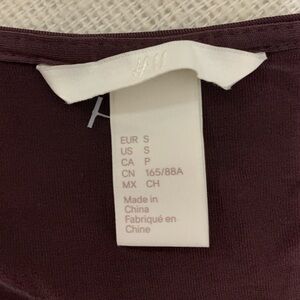 H&M
EUR S
US S
CA P
CN 165/88A
MX CH
Made in
China
Fabriqué en
Chine